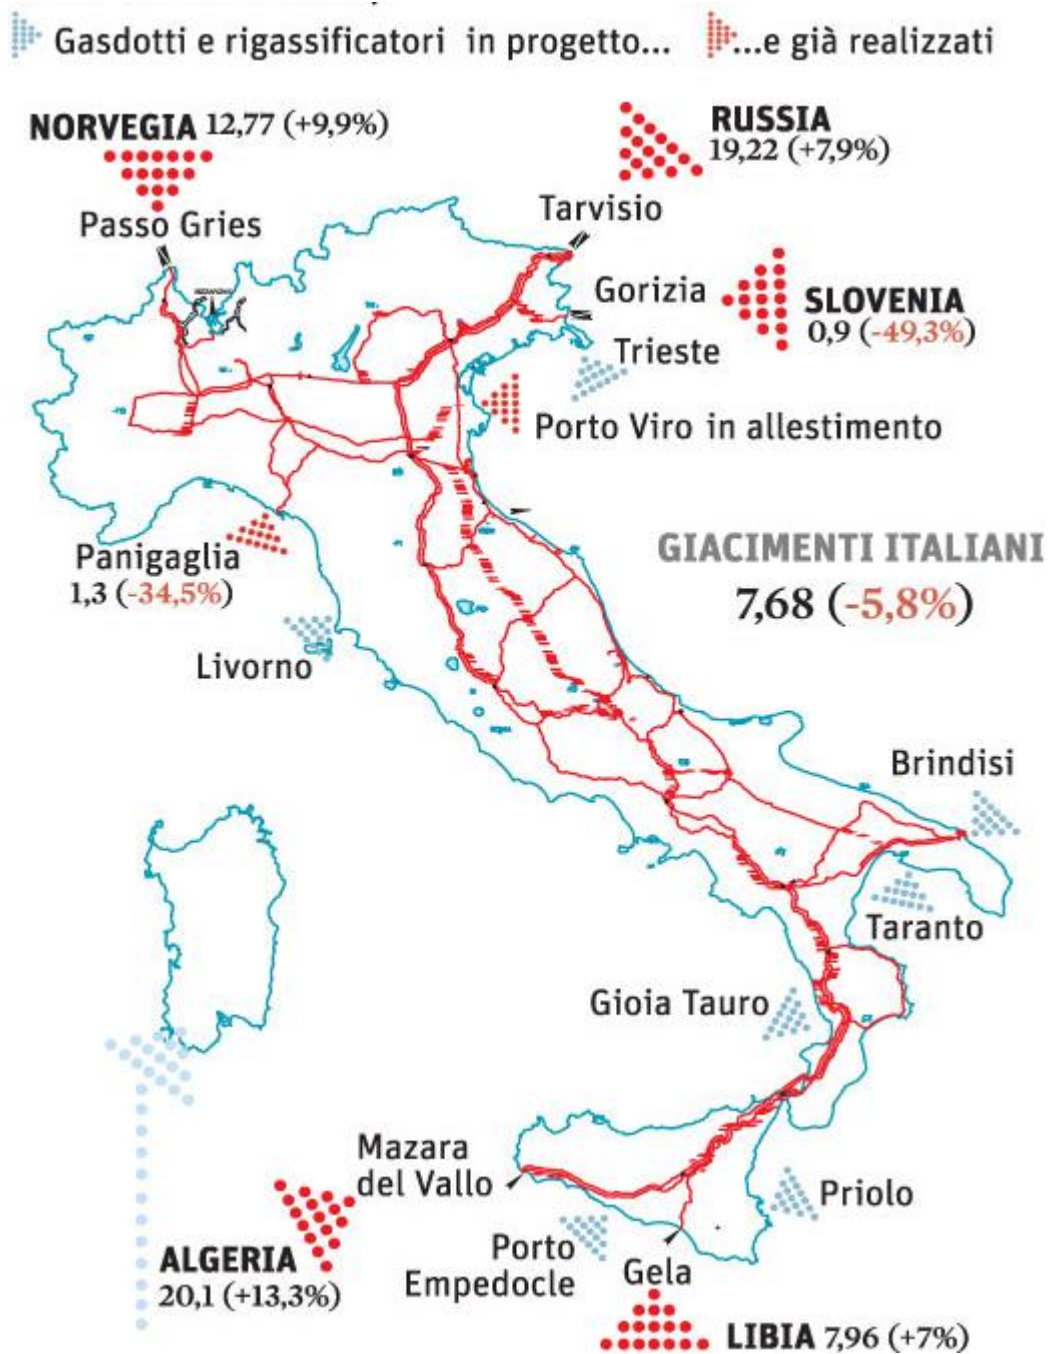 Gasdotti e rigassificatori in progetto...
...e già realizzati
NORVEGIA 12,77 (+9,9%)
RUSSIA
19,22 (+7,9%)
Passo Gries
Tarvisio
Gorizia
SLOVENIA
0,9 (-49,3%)
Trieste
Porto Viro in allestimento
Panigaglia
1,3 (-34,5%)
GIACIMENTI ITALIANI
7,68 (-5,8%)
Livorno
Brindisi
Taranto
Gioia Tauro
Mazara
del Vallo
Priolo
Porto
Empedocle
Gela
ALGERIA
20,1 (+13,3%)
LIBIA 7,96 (+7%)